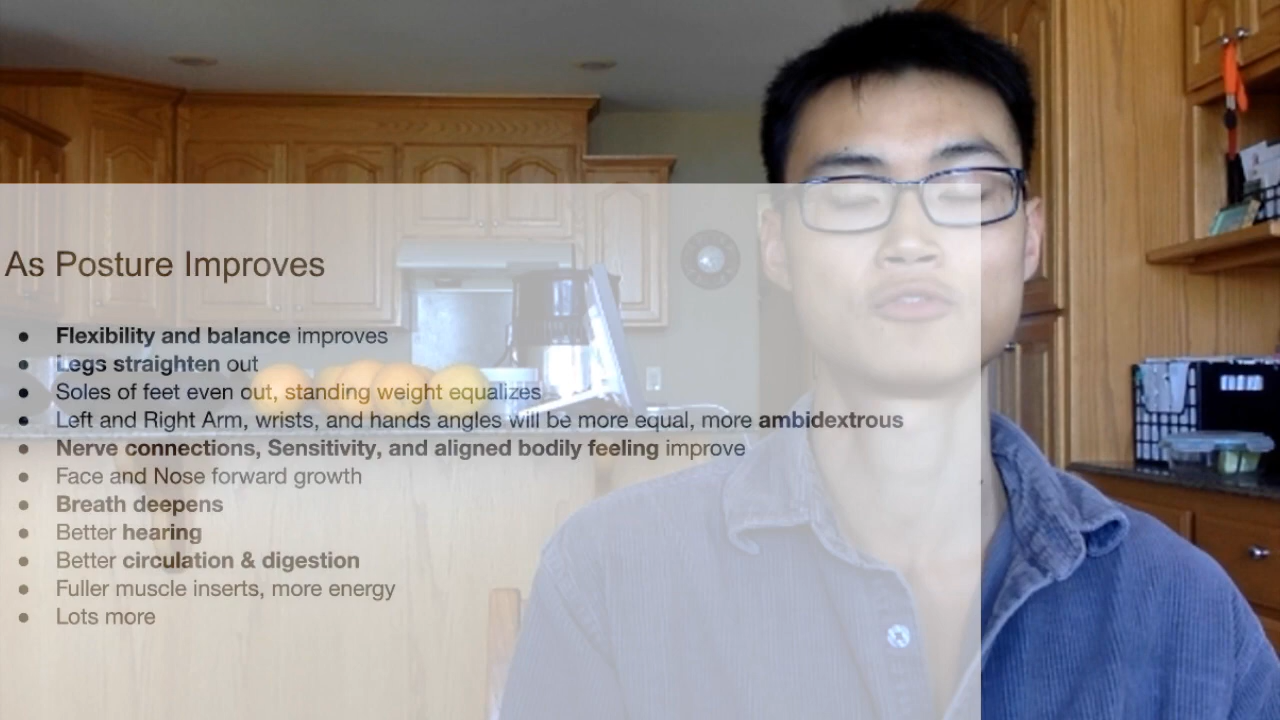 As Posture Improves
● Flexibility and balance improves
● Legs straighten out
● Soles of feet even out, standing weight equalizes
● Left and Right Arm, wrists, and hands angles will be more equal, more ambidextrous
● Nerve connections, Sensitivity, and aligned bodily feeling improve
● Face and Nose forward growth
● Breath deepens
● Better hearing
● Better circulation & digestion
● Fuller muscle inserts, more energy
● Lots more